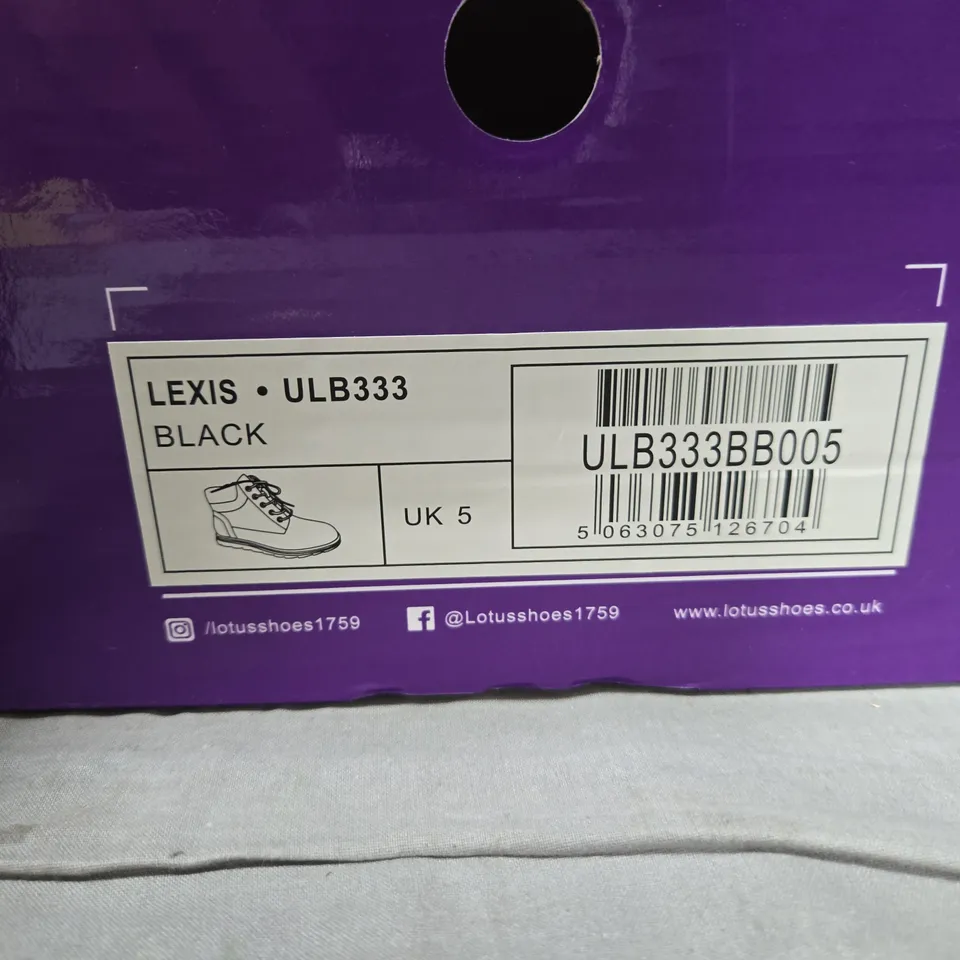 LEXIS • ULB333
BLACK
UK 5
ULB333BB005
5 063075 126704
/lotusshoes1759
@Lotusshoes1759
www.lotusshoes.co.uk